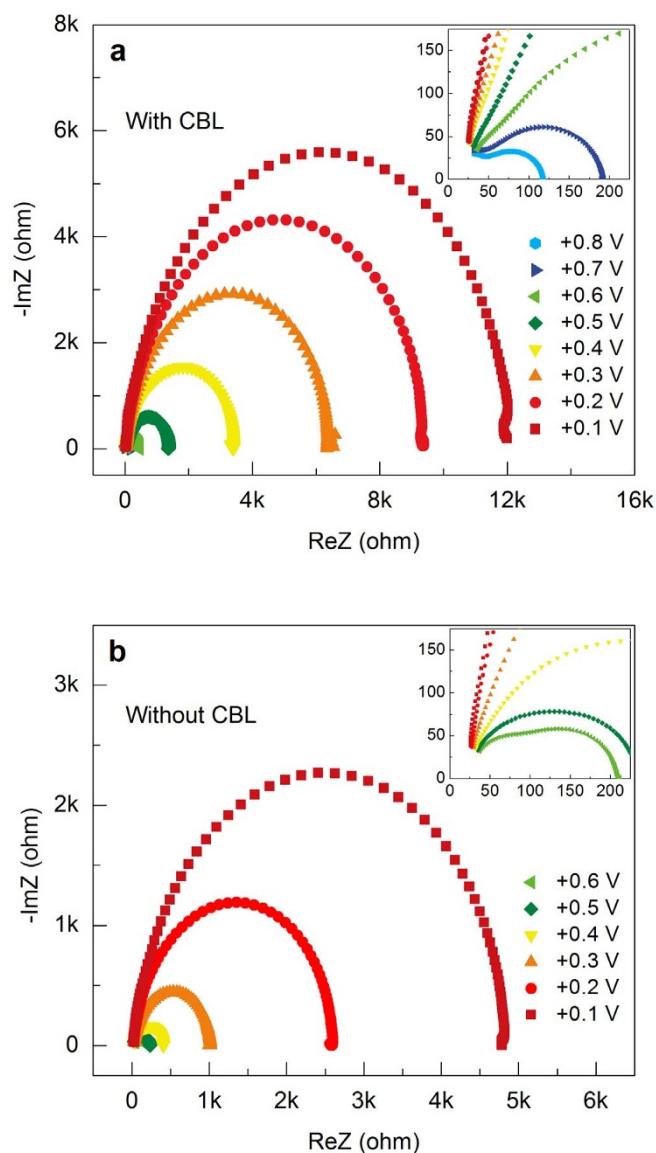 a
With CBL
8k
6k
4k
2k
0
0
4k
8k
12k
16k
-ImZ (ohm)
ReZ (ohm)
150
100
50
0
0
50
100
150
200
+0.8 V
+0.7 V
+0.6 V
+0.5 V
+0.4 V
+0.3 V
+0.2 V
+0.1 V
b
Without CBL
3k
2k
1k
0
0
1k
2k
3k
4k
5k
6k
-ImZ (ohm)
ReZ (ohm)
150
100
50
0
0
50
100
150
200
+0.6 V
+0.5 V
+0.4 V
+0.3 V
+0.2 V
+0.1 V